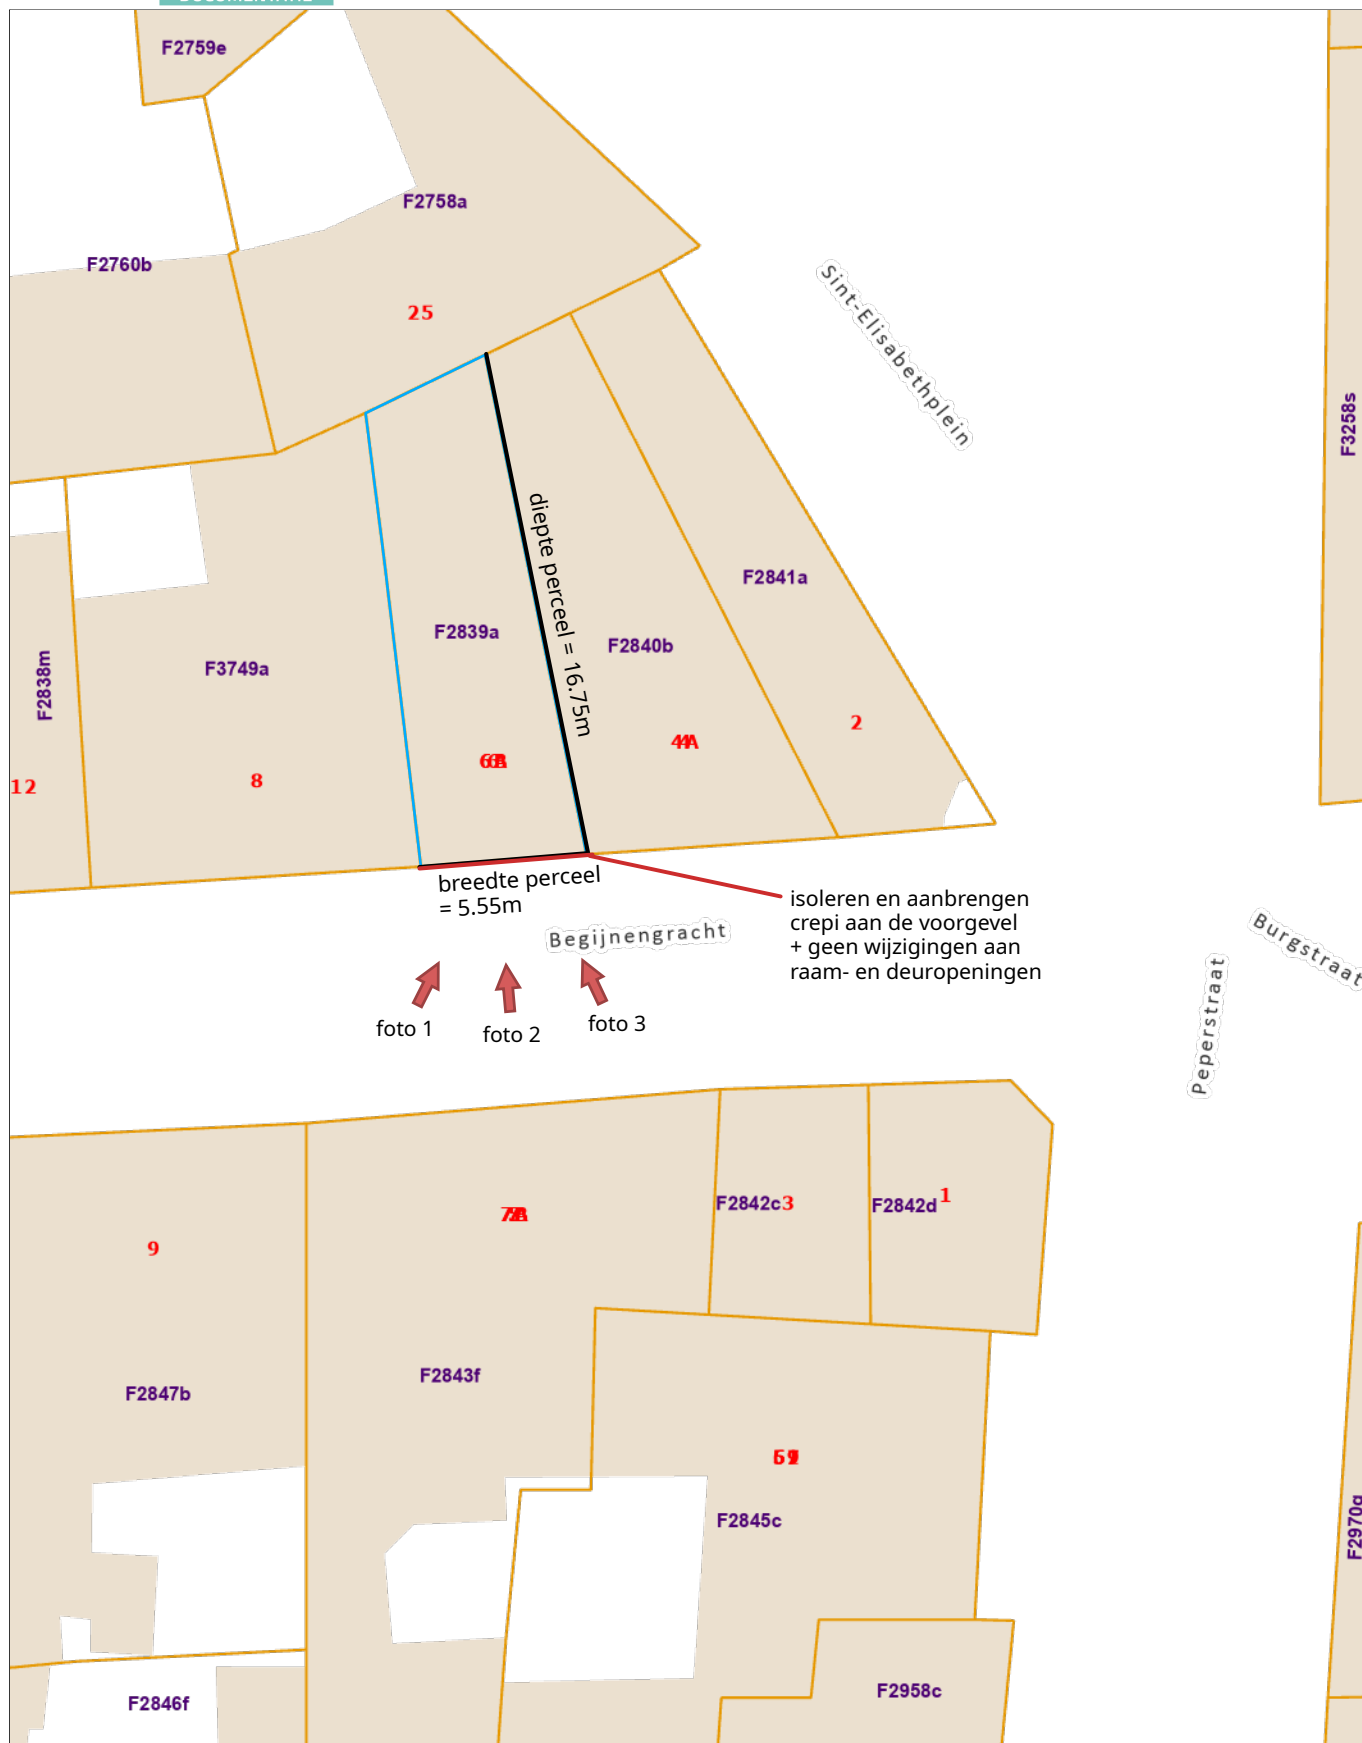 F2759e
F2758a
F2760b
25
Sint-Elisabethplein
F3258s
diepte perceel = 16.75m
F2841a
F2839a
F2840b
F2838m
F3749a
2
4A
12
8
breedte perceel
= 5.55m
isoleren en aanbrengen
crepi aan de voorgevel
+ geen wijzigingen aan
raam- en deuropeningen
Begijnengracht
Burgstraat
Peperstraat
foto 1
foto 2
foto 3
F2842c
3
F2842d
1
9
F2847b
F2843f
F2845c
F2970g
F2846f
F2958c